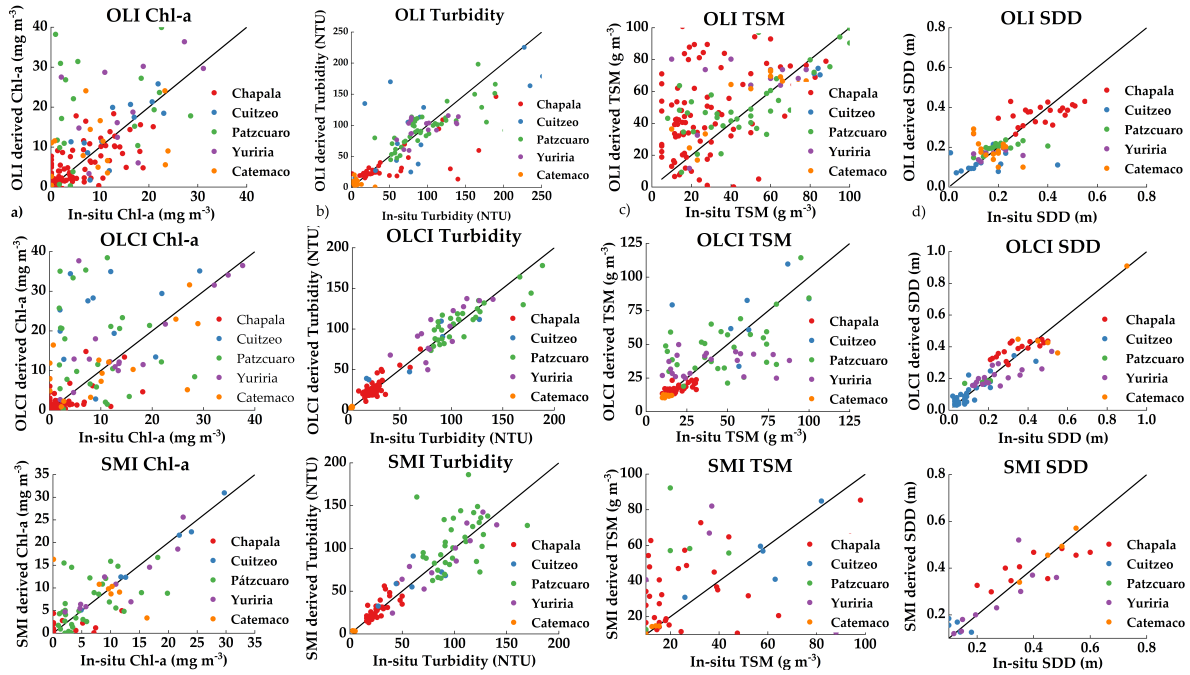 OLI Chl-a
OLI derived Chl-a (mg m⁻³)
40
30
20
10
0
0 10 20 30 40
In-situ Chl-a (mg m⁻³)
Chapala
Cuitzeo
Patzcuaro
Yuriria
Catemaco
a)
OLI Turbidity
OLI derived Turbidity (NTU)
250
200
150
100
50
0
0 50 100 150 200 250
In-situ Turbidity (NTU)
Chapala
Cuitzeo
Patzcuaro
Yuriria
Catemaco
b)
OLI TSM
OLI derived TSM (g m⁻³)
100
80
60
40
20
0
0 20 40 60 80 100
In-situ TSM (g m⁻³)
Chapala
Cuitzeo
Patzcuaro
Yuriria
Catemaco
c)
OLI SDD
OLI derived SDD (m)
0.8
0.6
0.4
0.2
0.0
0.0 0.2 0.4 0.6 0.8
In-situ SDD (m)
Chapala
Cuitzeo
Patzcuaro
Yuriria
Catemaco
d)
OLCI Chl-a
OLCI derived Chl-a (mg m⁻³)
40
30
20
10
0
0 10 20 30 40
In-situ Chl-a (mg m⁻³)
Chapala
Cuitzeo
Patzcuaro
Yuriria
Catemaco
OLCI Turbidity
OLCI derived Turbidity (NTU)
200
150
100
50
0
0 50 100 150 200
In-situ Turbidity (NTU)
Chapala
Cuitzeo
Patzcuaro
Yuriria
Catemaco
OLCI TSM
OLCI derived TSM (g m⁻³)
125
100
75
50
25
0
0 25 50 75 100 125
In-situ TSM (g m⁻³)
Chapala
Cuitzeo
Patzcuaro
Yuriria
Catemaco
OLCI SDD
OLCI derived SDD (m)
1.0
0.8
0.6
0.4
0.2
0.0
0.0 0.2 0.4 0.6 0.8 1.0
In-situ SDD (m)
Chapala
Cuitzeo
Patzcuaro
Yuriria
Catemaco
SMI Chl-a
SMI derived Chl-a (mg m⁻³)
35
30
25
20
15
10
5
0
0 5 10 15 20 25 30 35
In-situ Chl-a (mg m⁻³)
Chapala
Cuitzeo
Pátzcuaro
Yuriria
Catemaco
SMI Turbidity
SMI derived Turbidity (NTU)
200
150
100
50
0
0 50 100 150 200
In-situ Turbidity (NTU)
Chapala
Cuitzeo
Patzcuaro
Yuriria
Catemaco
SMI TSM
SMI derived TSM (g m⁻³)
100
80
60
40
20
20 40 60 80 100
In-situ TSM (g m⁻³)
Chapala
Cuitzeo
Patzcuaro
Yuriria
Catemaco
SMI SDD
SMI derived SDD (m)
0.8
0.6
0.4
0.2
0.2 0.4 0.6 0.8
In-situ SDD (m)
Chapala
Cuitzeo
Patzcuaro
Yuriria
Catemaco